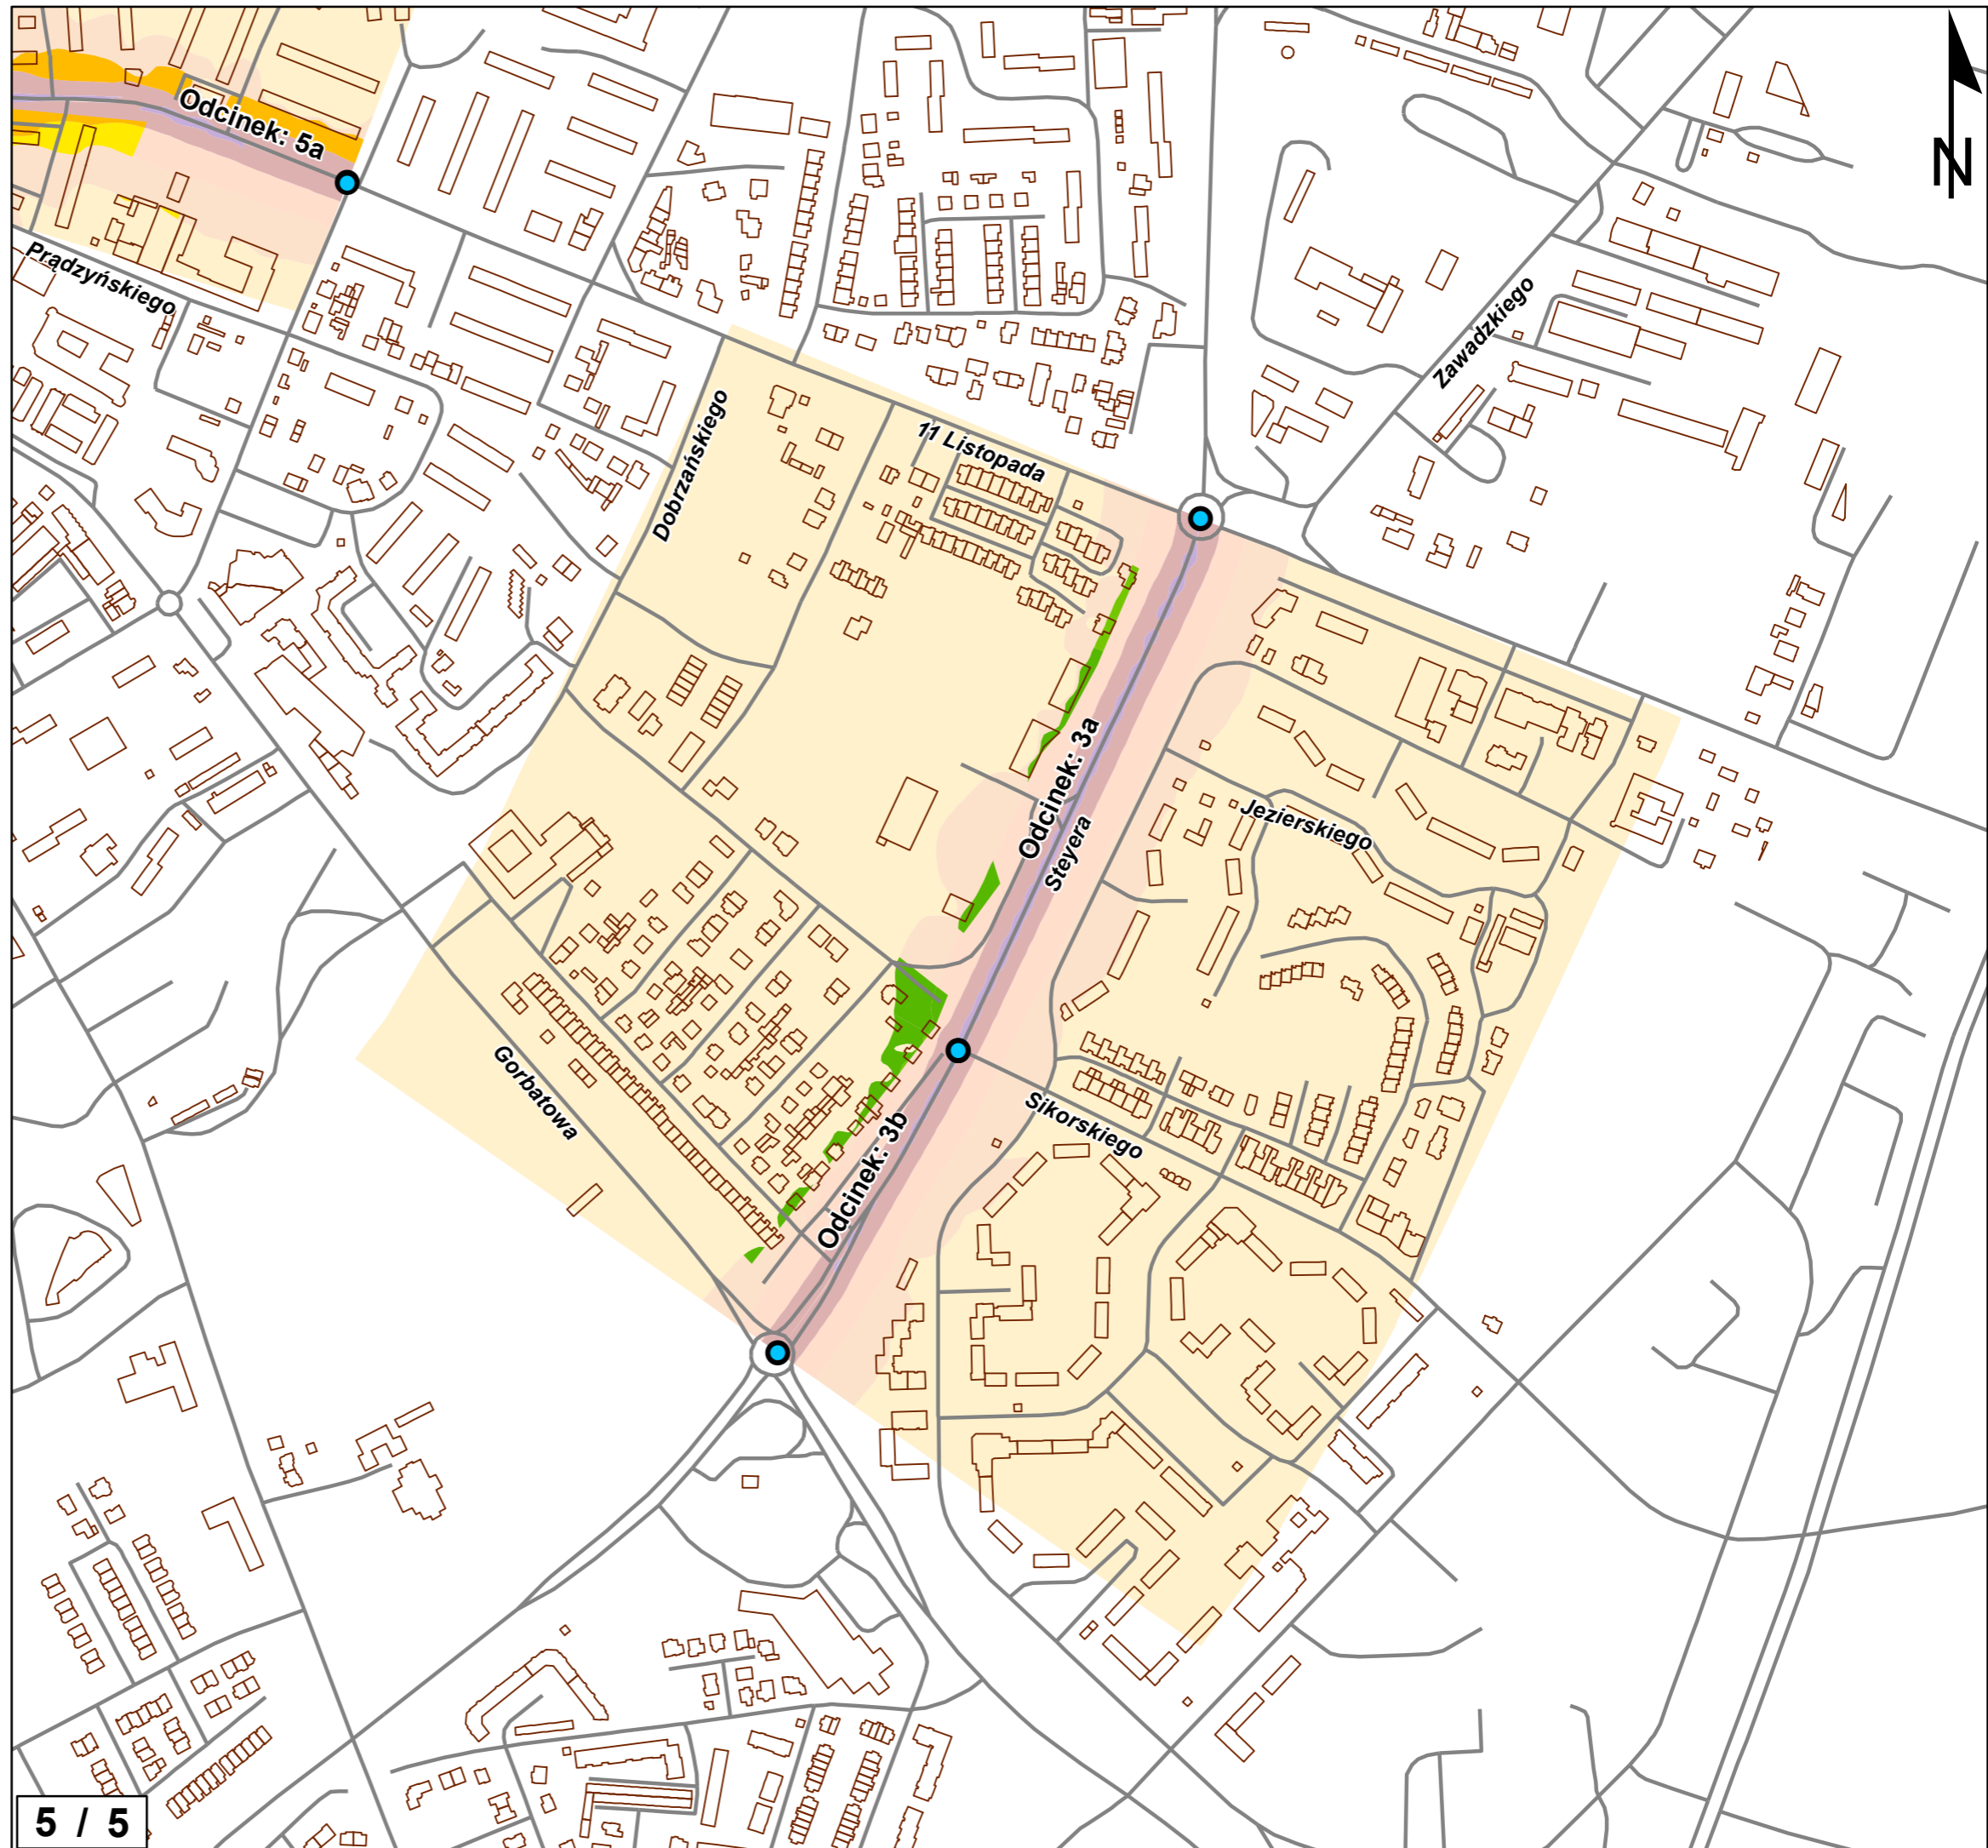 Odcinek: 5a
N
Prądzyńskiego
Zawadzkiego
Dobrzańskiego
11 Listopada
Odcinek: 3a
Steyera
Jezierskiego
Gorbatowa
Sikorskiego
Odcinek: 3b
5 / 5